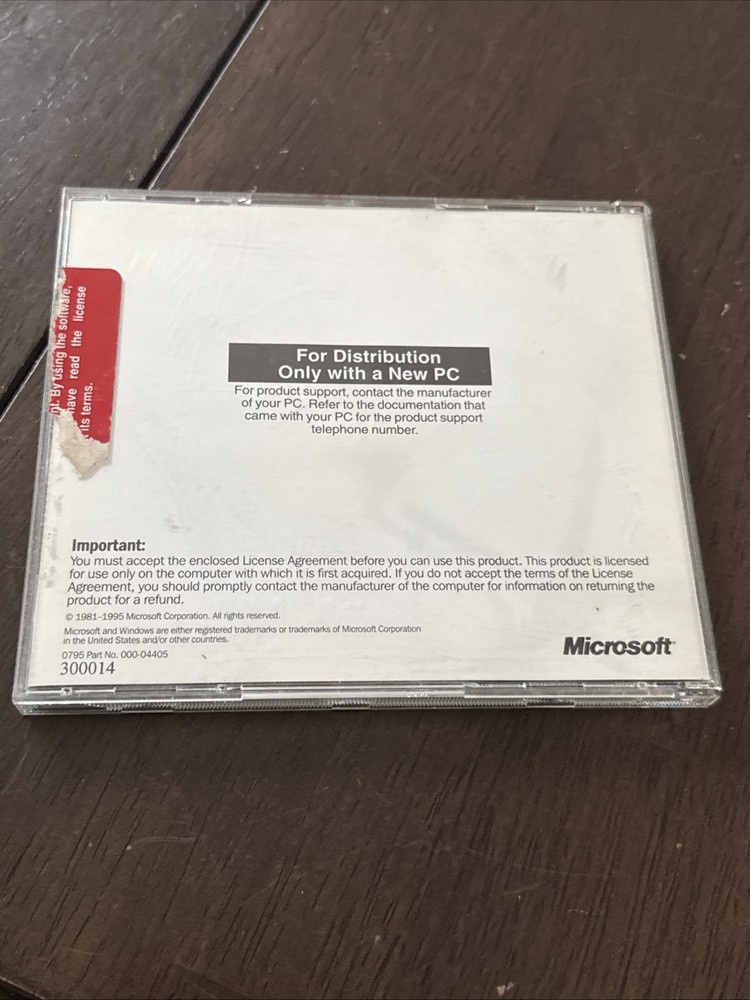 nt. By using the software,
have read the license
its terms.
For Distribution
Only with a New PC
For product support, contact the manufacturer
of your PC. Refer to the documentation that
came with your PC for the product support
telephone number.
Important:
You must accept the enclosed License Agreement before you can use this product. This product is licensed
for use only on the computer with which it is first acquired. If you do not accept the terms of the License
Agreement, you should promptly contact the manufacturer of the computer for information on returning the
product for a refund.
© 1981–1995 Microsoft Corporation. All rights reserved.
Microsoft and Windows are either registered trademarks or trademarks of Microsoft Corporation
in the United States and/or other countries.
0795 Part No. 000-04405
300014
Microsoft